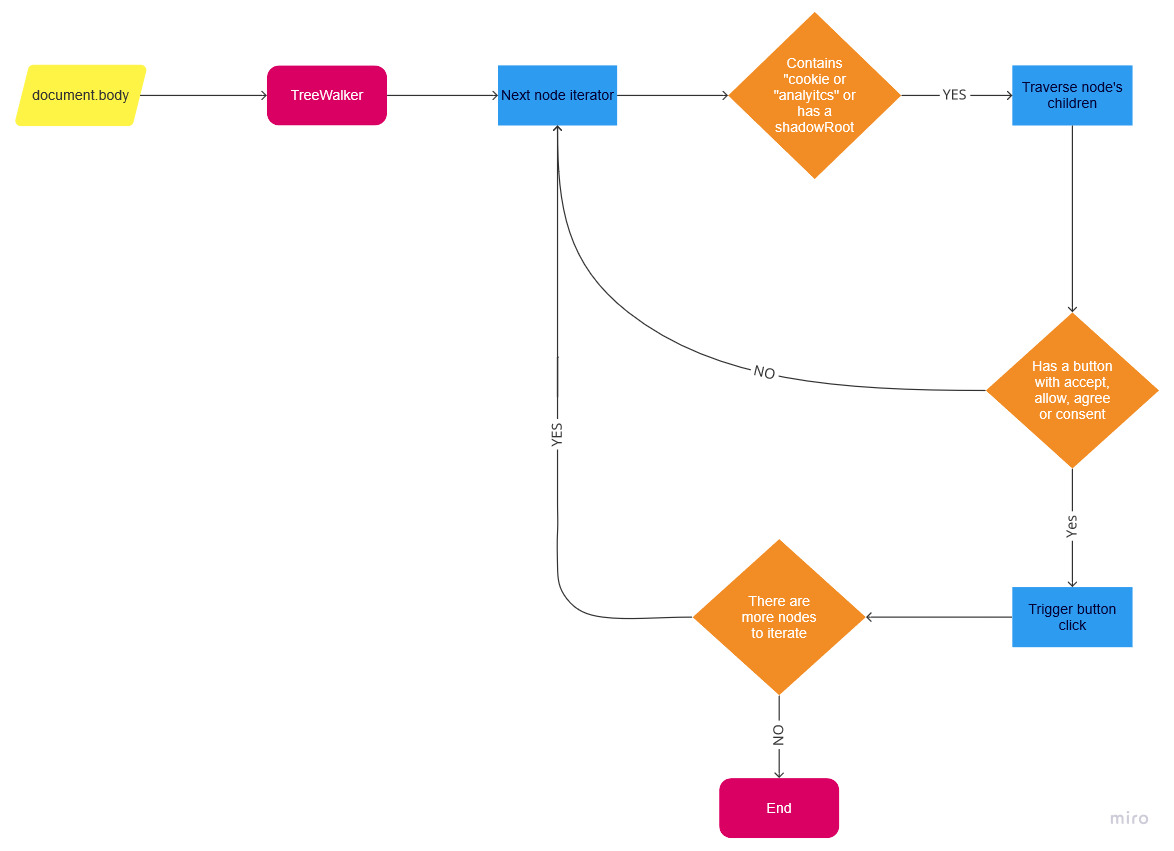 document.body
TreeWalker
Next node iterator
Contains
"cookie or
"analyitcs" or
has a
shadowRoot
YES
Traverse node's
children
NO
Has a button
with accept,
allow, agree
or consent
YES
Yes
There are
more nodes
to iterate
Trigger button
click
NO
End
miro